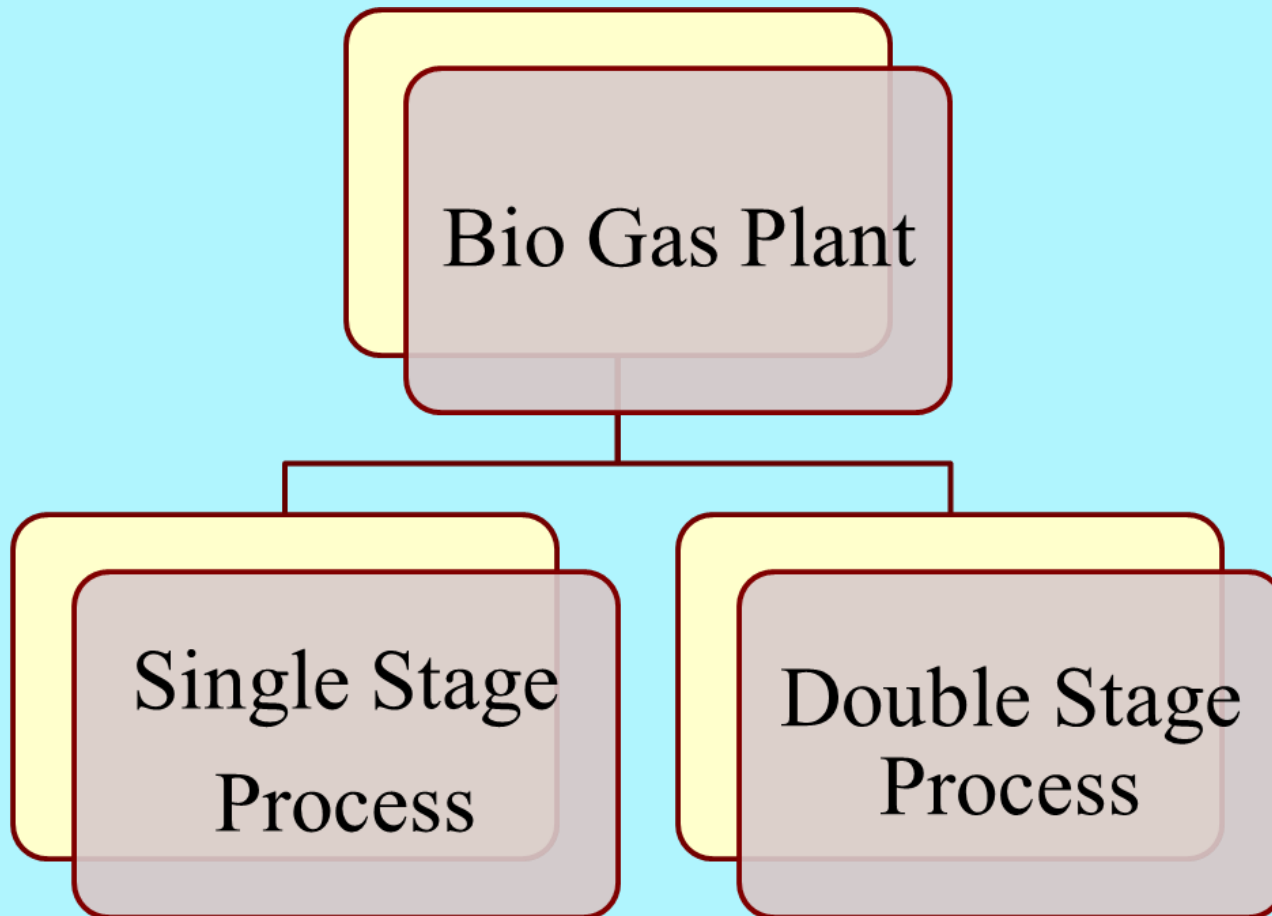 Bio Gas Plant
Single Stage
Process
Double Stage
Process